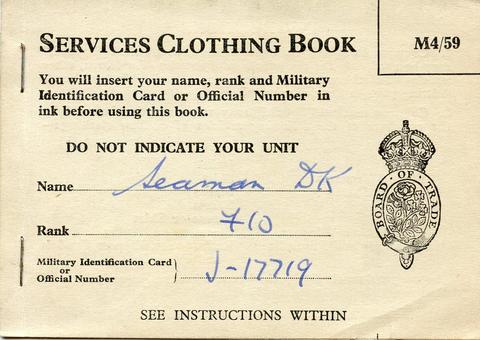 SERVICES CLOTHING BOOK
M4/59
You will insert your name, rank and Military
Identification Card or Official Number in
ink before using this book.
DO NOT INDICATE YOUR UNIT
Name Seaman DK
Rank 710
Military Identification Card
or
Official Number J-17719
BOARD · OF · TRADE
SEE INSTRUCTIONS WITHIN